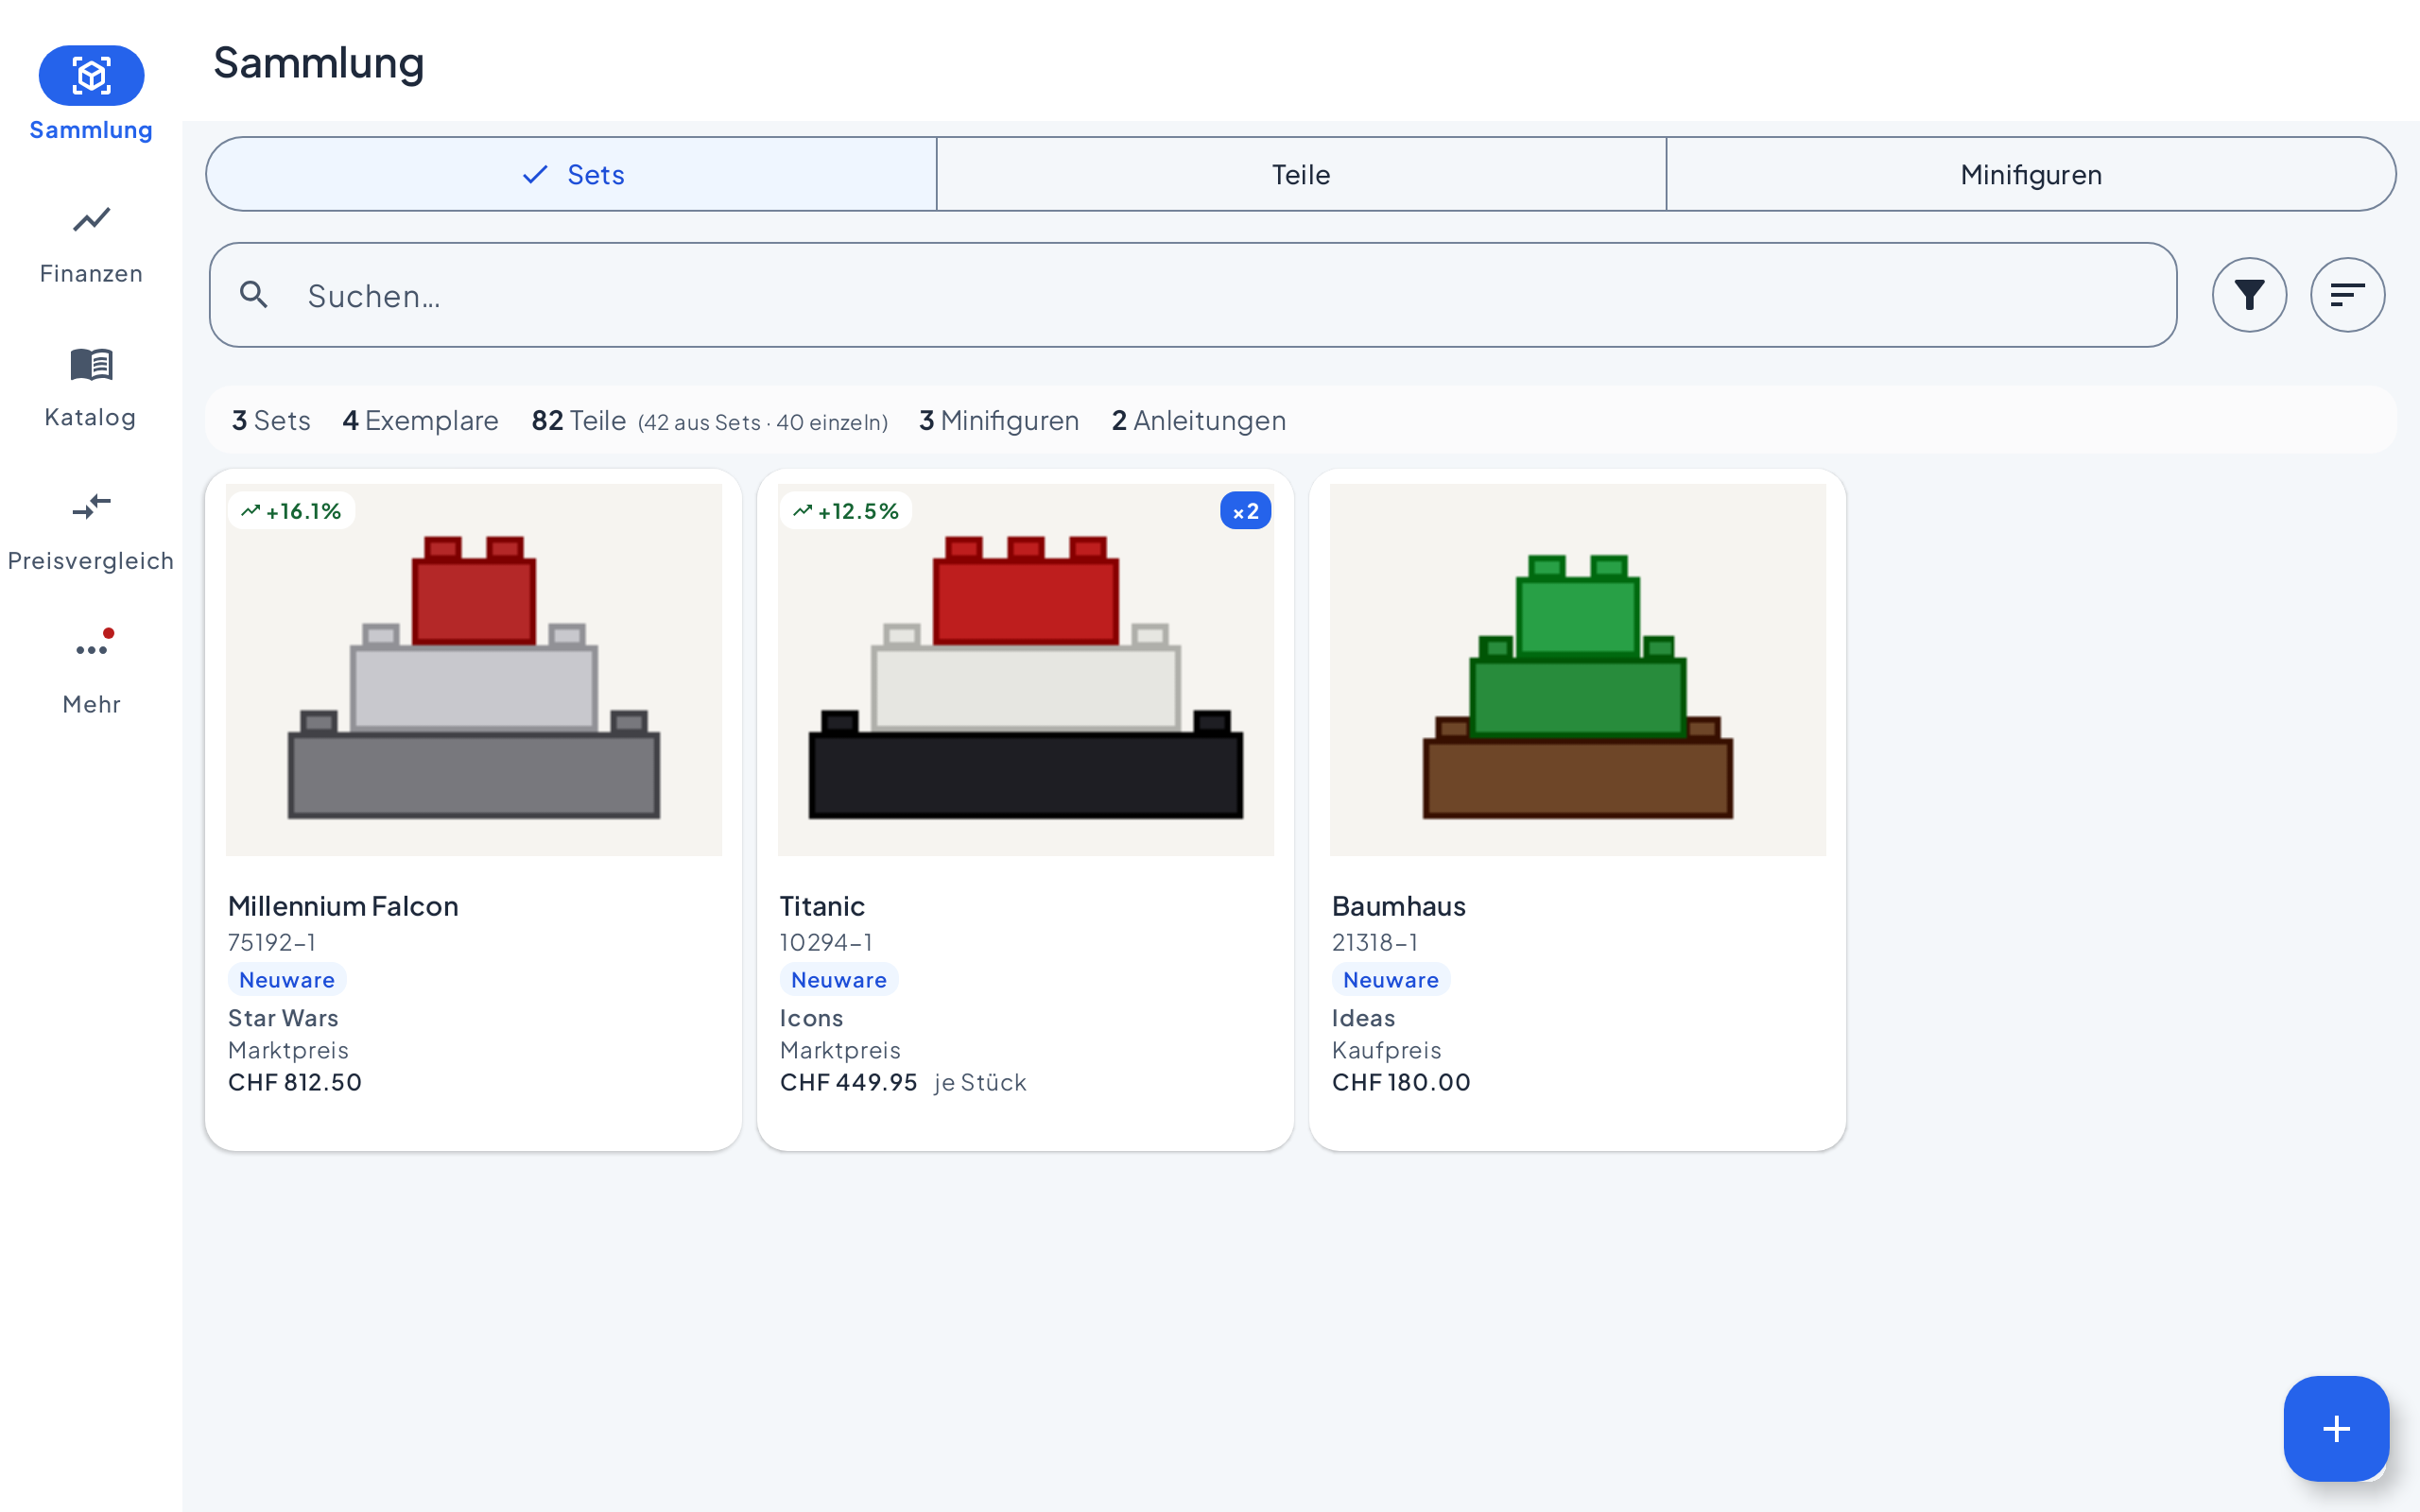 Sammlung
Sammlung
Finanzen
Katalog
Preisvergleich
Mehr
Sets
Teile
Minifiguren
Suchen...
3 Sets 4 Exemplare 82 Teile (42 aus Sets · 40 einzeln) 3 Minifiguren 2 Anleitungen
+16.1%
Millennium Falcon
75192-1
Neuware
Star Wars
Marktpreis
CHF 812.50
+12.5%
×2
Titanic
10294-1
Neuware
Icons
Marktpreis
CHF 449.95 je Stück
Baumhaus
21318-1
Neuware
Ideas
Kaufpreis
CHF 180.00